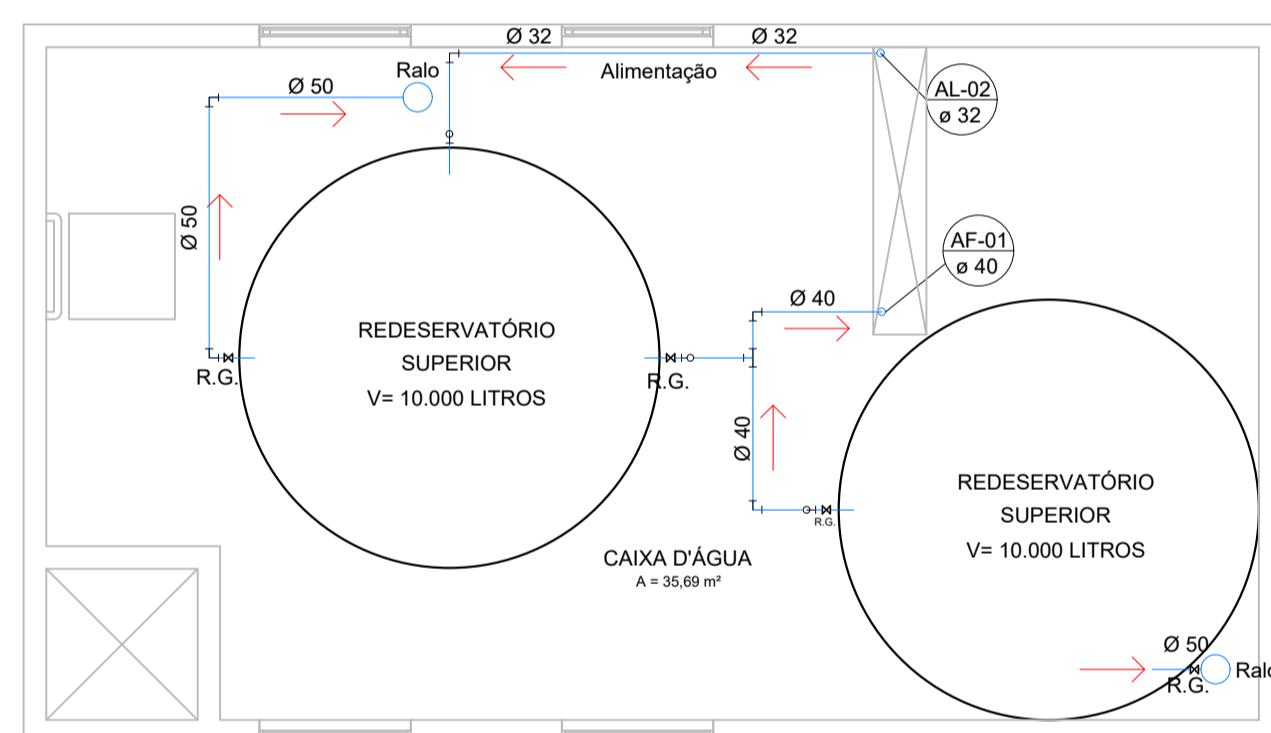 Ø 32
Ø 32
Alimentação
Ralo
Ø 50
AL-02
ø 32
Ø 50
AF-01
ø 40
Ø 40
REDESERVATÓRIO
SUPERIOR
V= 10.000 LITROS
R.G.
R.G.
Ø 40
R.G.
REDESERVATÓRIO
SUPERIOR
V= 10.000 LITROS
CAIXA D'ÁGUA
A = 35,69 m²
Ø 50
R.G.
Ralo